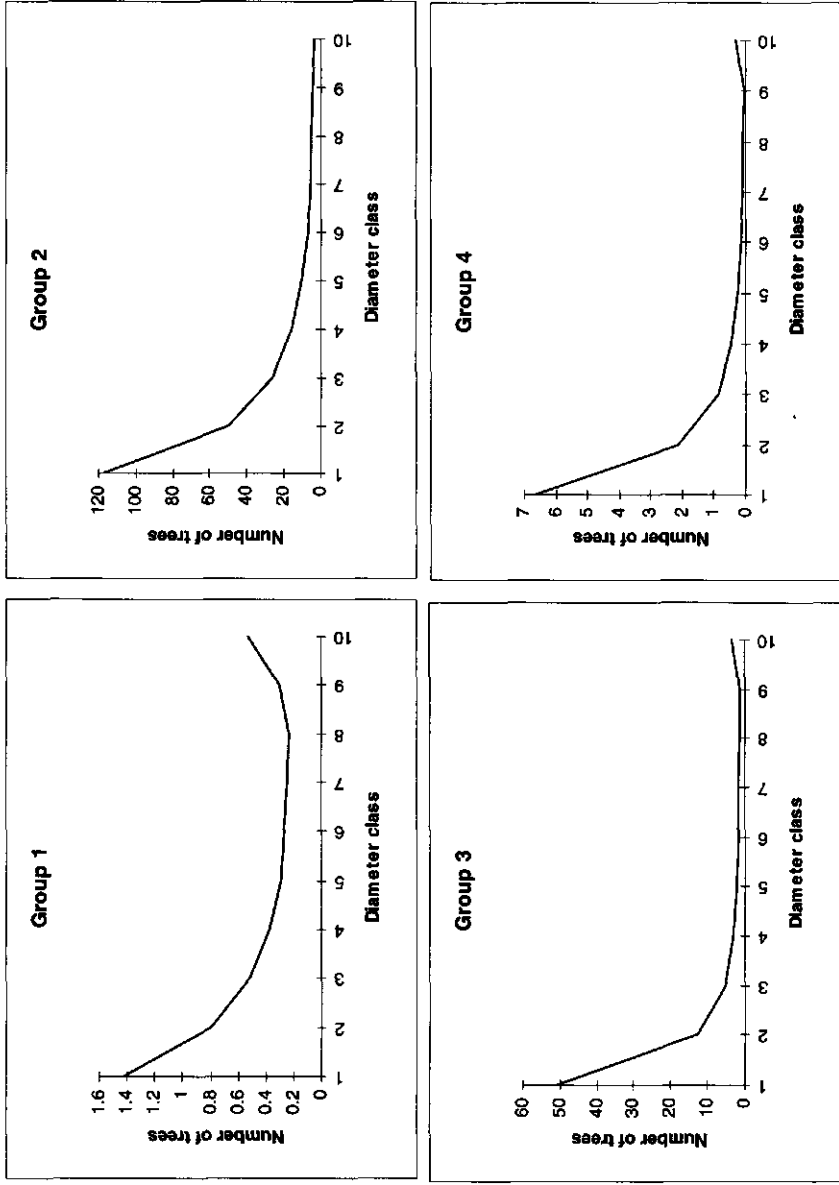 Group 1
Number of trees
1.6
1.4
1.2
1
0.8
0.6
0.4
0.2
0
1 2 3 4 5 6 7 8 9 10
Diameter class
Group 2
Number of trees
120
100
80
60
40
20
0
1 2 3 4 5 6 7 8 9 10
Diameter class
Group 3
Number of trees
60
50
40
30
20
10
0
1 2 3 4 5 6 7 8 9 10
Diameter class
Group 4
Number of trees
7
6
5
4
3
2
1
0
1 2 3 4 5 6 7 8 9 10
Diameter class